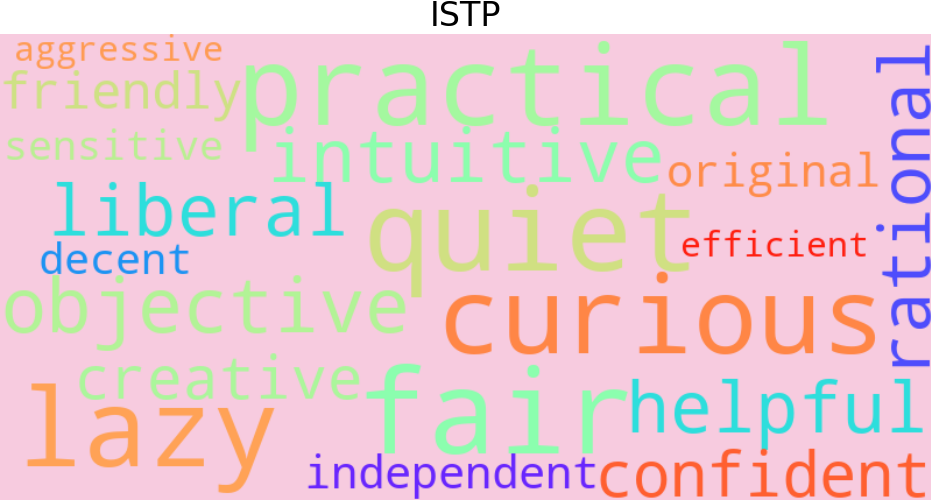 ISTP
aggressive
friendly
practical
rational
sensitive
intuitive
original
liberal
quiet
efficient
decent
objective
curious
creative
fair
helpful
lazy
independent
confident